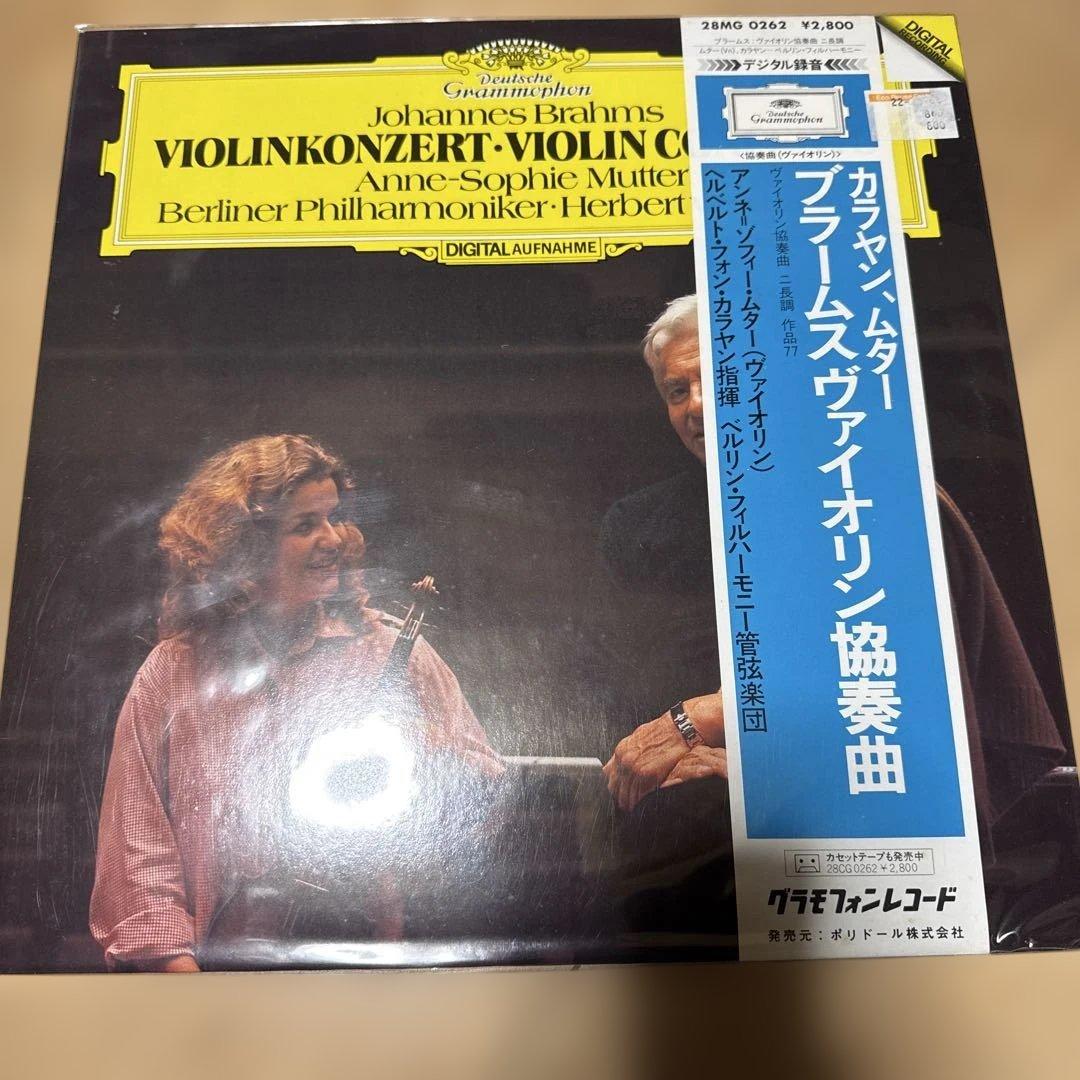 Deutsche
Grammophon
Johannes Brahms
VIOLINKONZERT·VIOLIN CO
Anne-Sophie Mutter
Berliner Philharmoniker·Herbert
DIGITAL AUFNAHME
28MG 0262 ¥2,800
ブラームス:ヴァイオリン協奏曲 ニ長調
ムター(Vn)、カラヤン─ベルリン・フィルハーモニー
デジタル録音
DIGITAL
RECORDING
Deutsche
Grammophon
22-
600
<協奏曲(ヴァイオリン)>
カラヤン、ムター
ブラームス ヴァイオリン協奏曲
ヴァイオリン協奏曲 ニ長調 作品77
アンネ=ゾフィー・ムター(ヴァイオリン)
ヘルベルト・フォン・カラヤン指揮 ベルリン・フィルハーモニー管弦楽団
カセットテープも発売中
28CG0262 ¥2,800
グラモフォンレコード
発売元:ポリドール株式会社